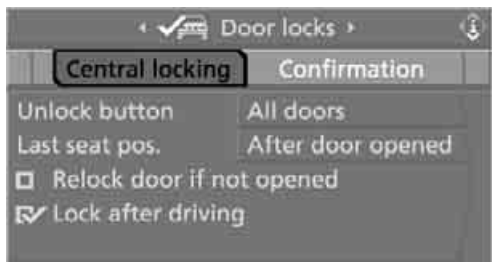 Door locks
Central locking Confirmation
Unlock button All doors
Last seat pos. After door opened
Relock door if not opened
Lock after driving